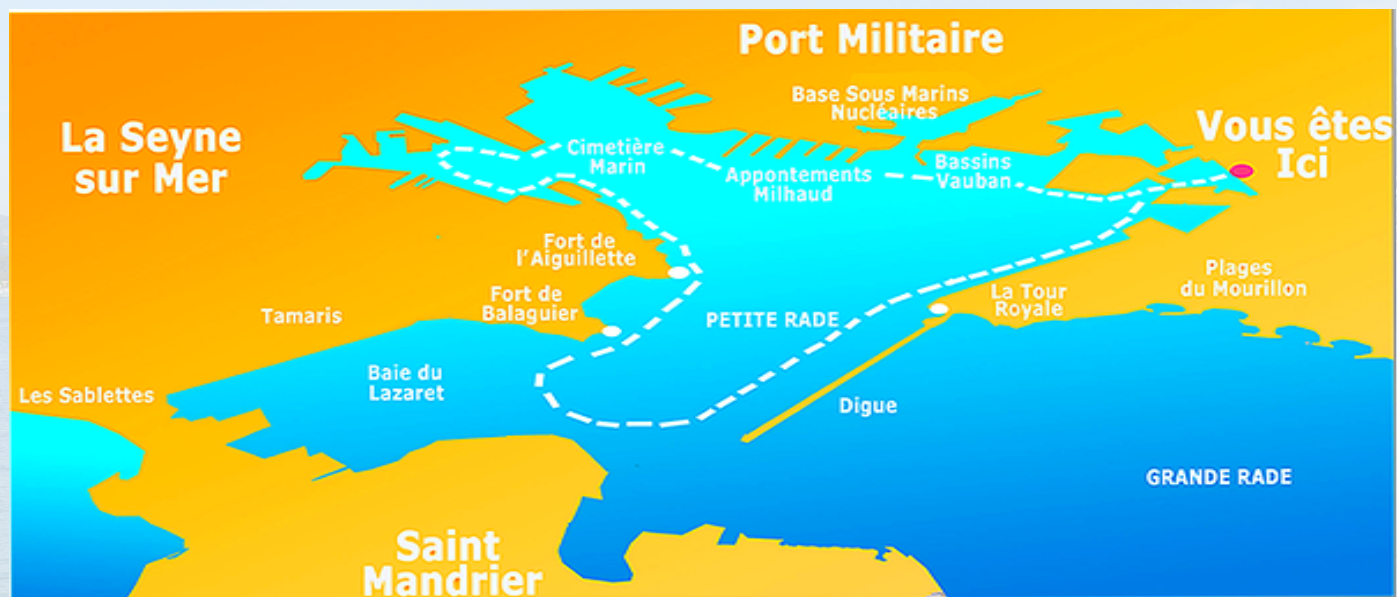 Port Militaire
Base Sous Marins
Nucléaires
Vous êtes
Ici
La Seyne
sur Mer
Cimetière
Marin
Appontements
Milhaud
Bassins
Vauban
Fort de
l'Aiguillette
Fort de
Balaguier
Tamaris
PETITE RADE
La Tour
Royale
Plages
du Mourillon
Les Sablettes
Baie du
Lazaret
Digue
GRANDE RADE
Saint
Mandrier